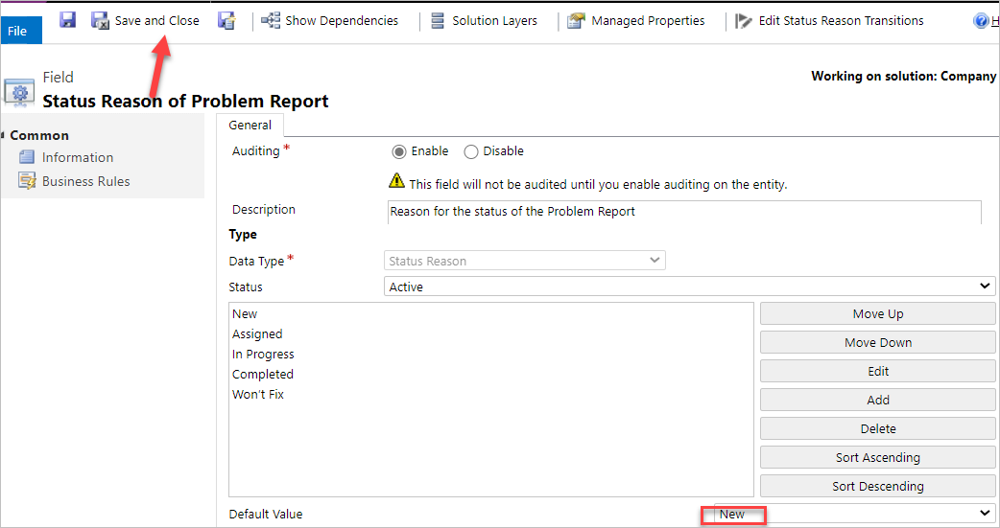 File Save and Close Show Dependencies Solution Layers Managed Properties Edit Status Reason Transitions H
Field
Status Reason of Problem Report
Working on solution: Company
Common
Information
Business Rules
General
Auditing * Enable Disable
This field will not be audited until you enable auditing on the entity.
Description Reason for the status of the Problem Report
Type
Data Type * Status Reason
Status Active
New
Assigned
In Progress
Completed
Won't Fix
Move Up
Move Down
Edit
Add
Delete
Sort Ascending
Sort Descending
Default Value New